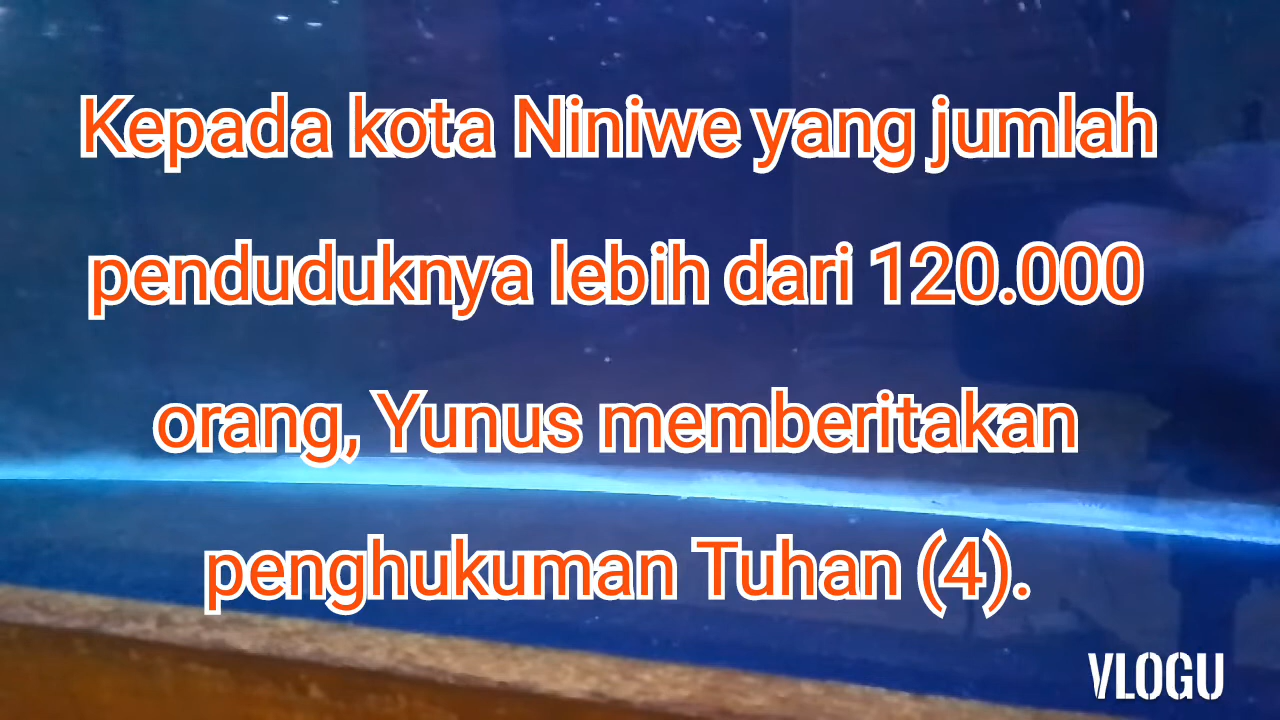 Kepada kota Niniwe yang jumlah
penduduknya lebih dari 120.000
orang, Yunus memberitakan
penghukuman Tuhan (4).
VLOGU